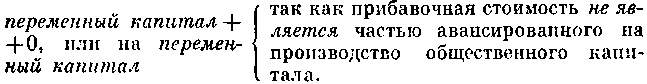 переменный капитал +
+0, или на перемен-
ный капитал
так как прибавочная стоимость не яв-
ляется частью авансированного на
производство общественного капи-
тала.